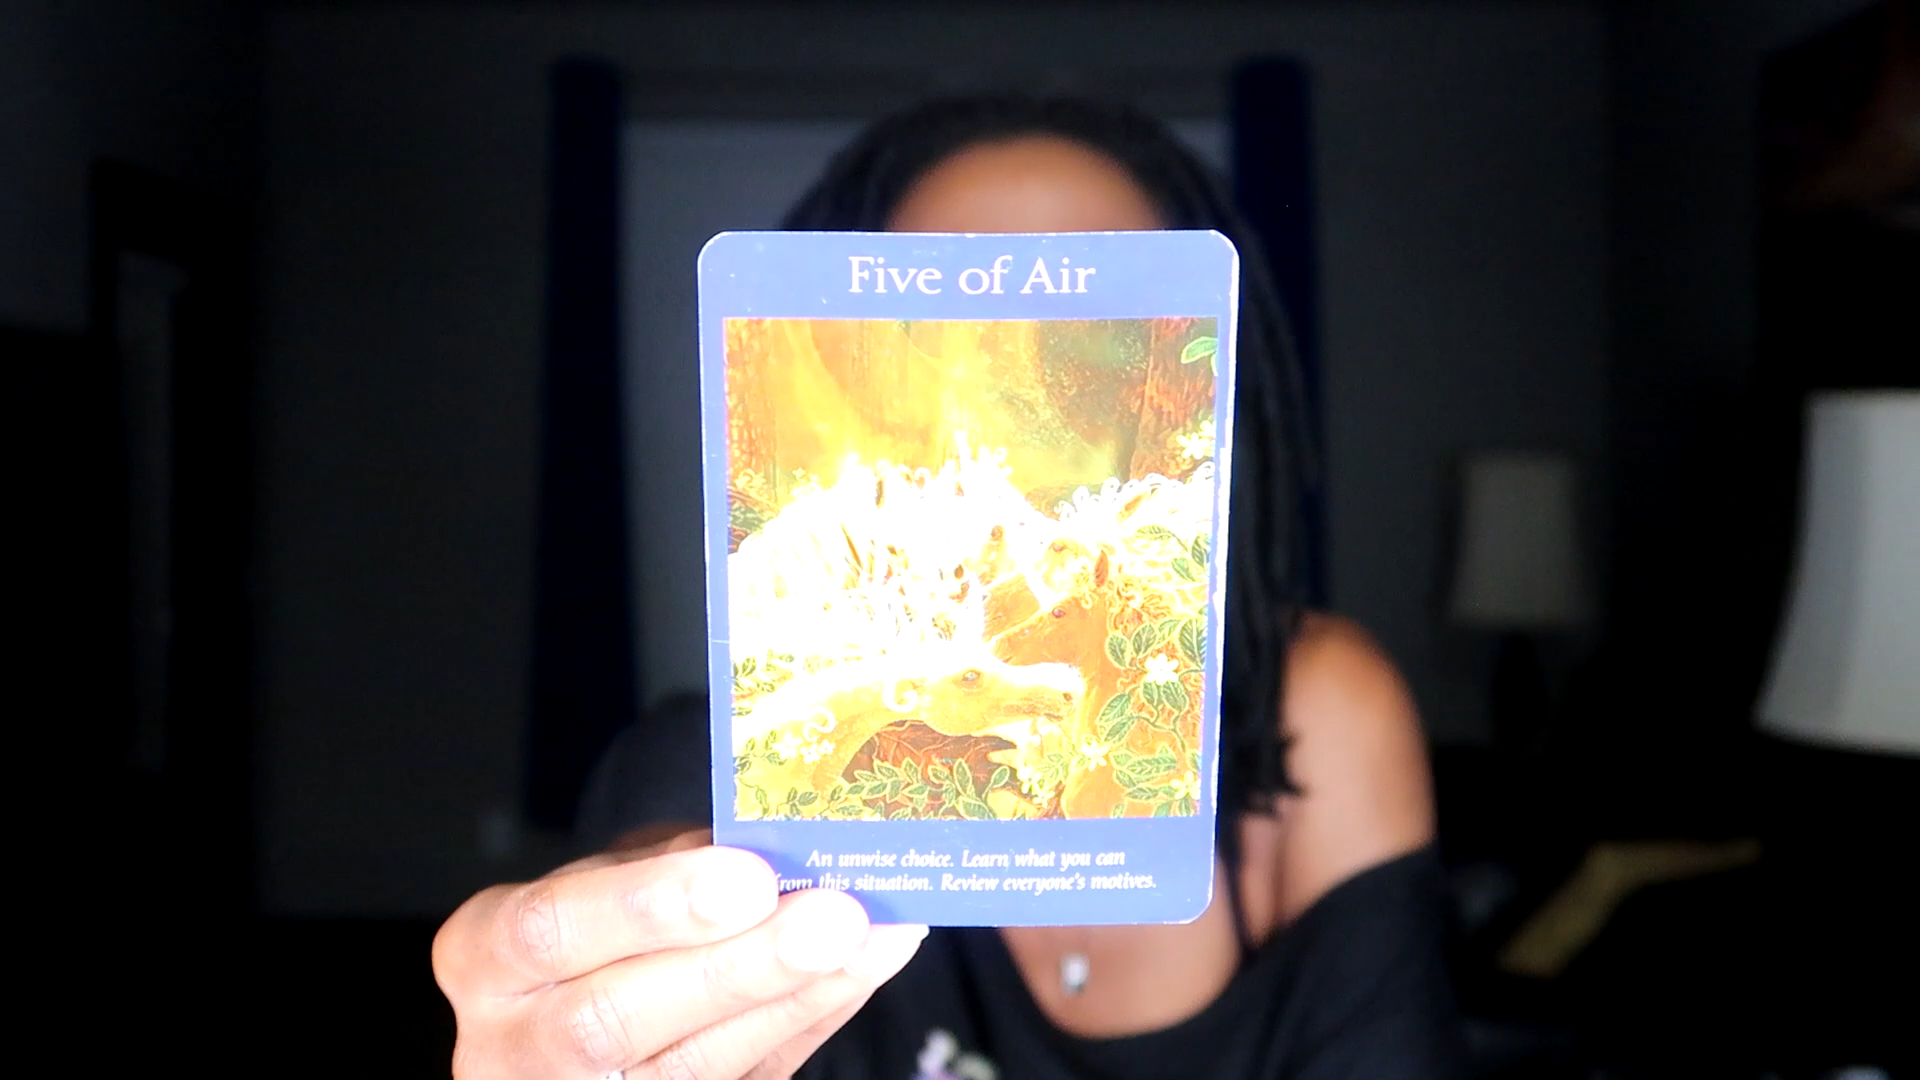 Five of Air
An unwise choice. Learn what you can
from this situation. Review everyone's motives.